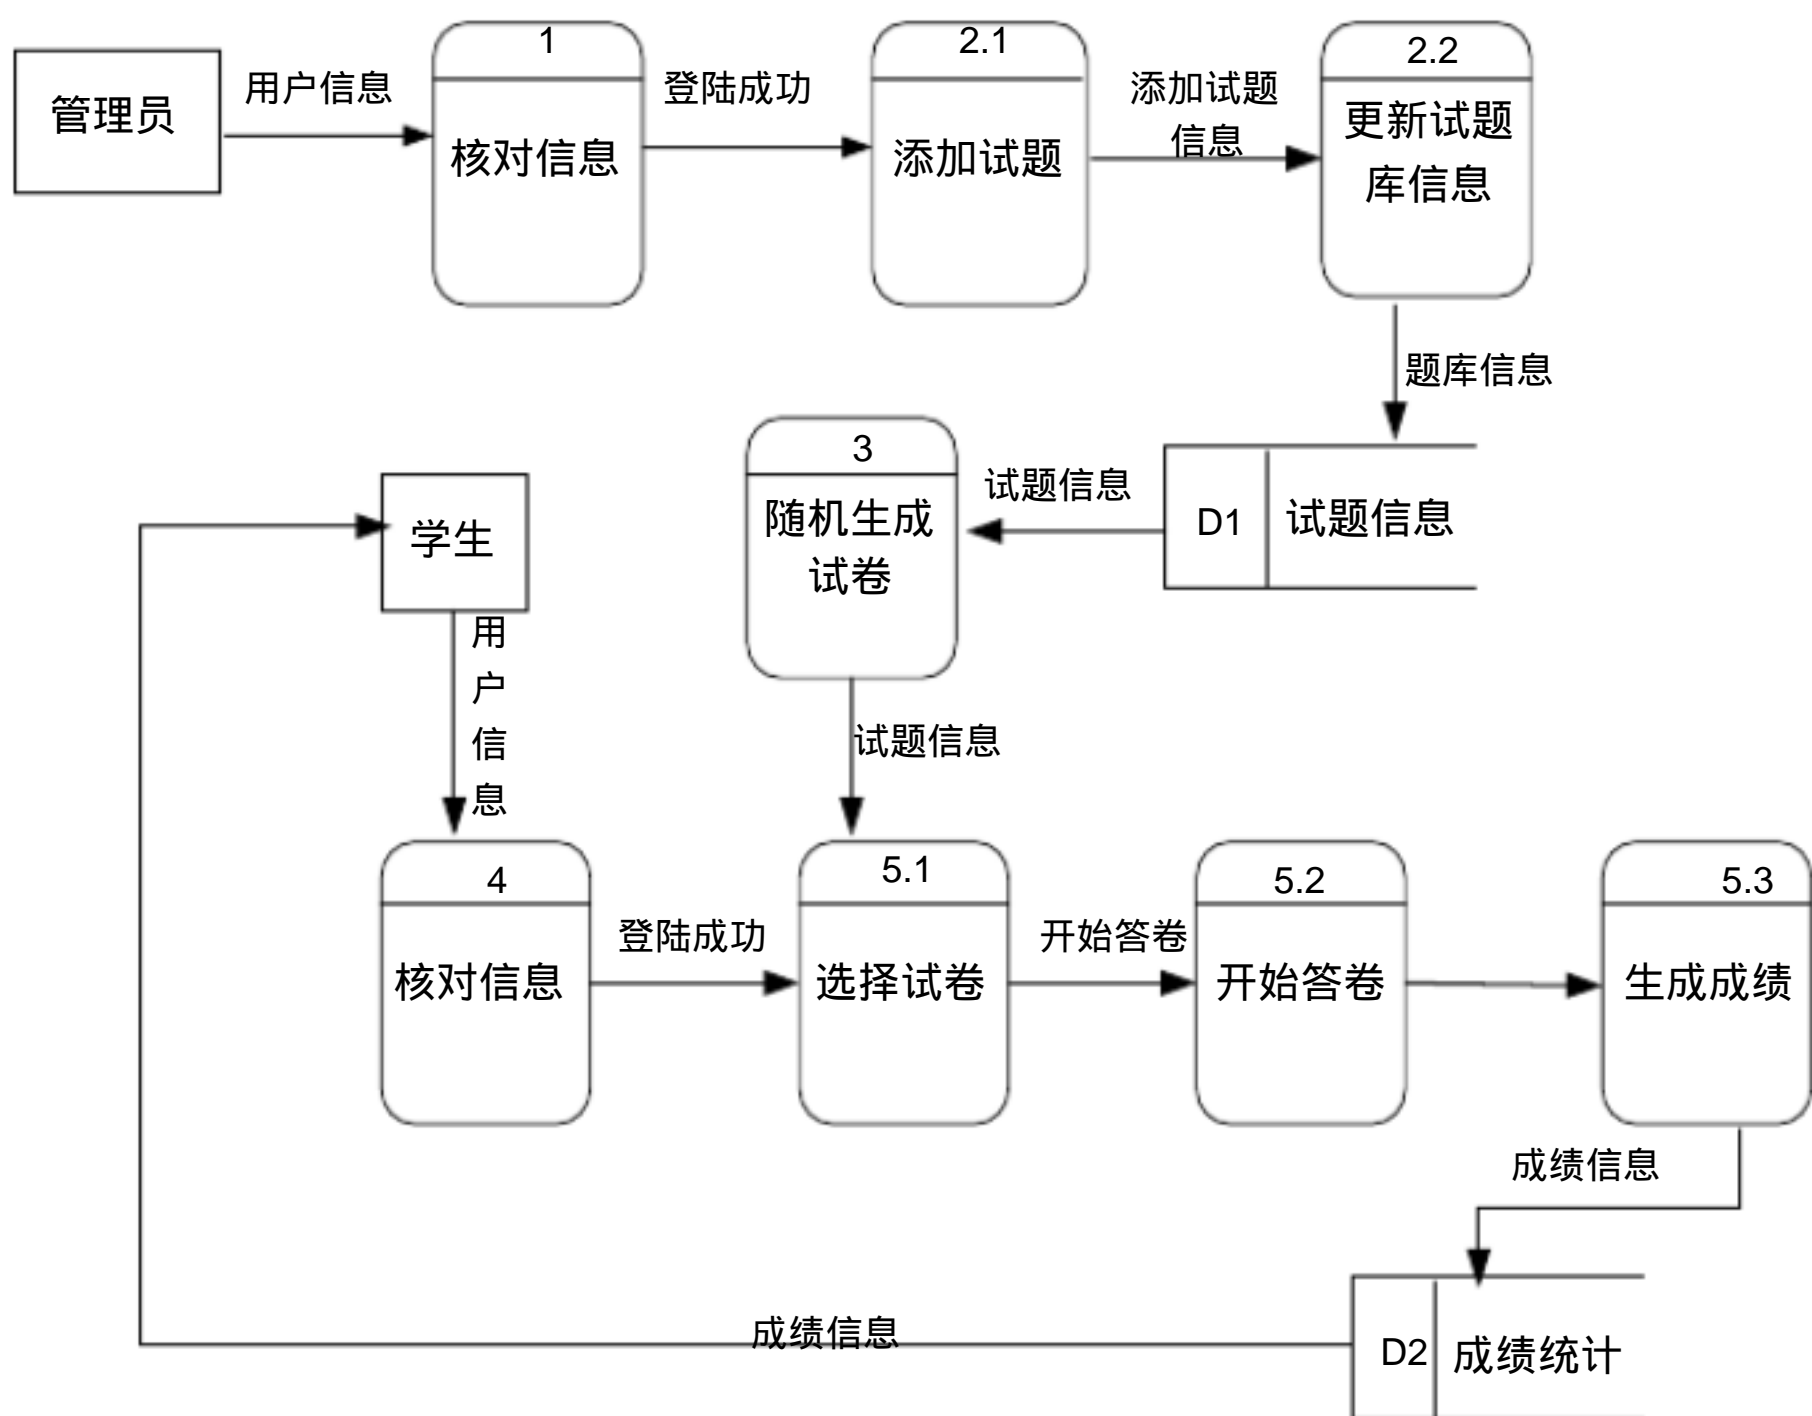 管理员
用户信息
1
核对信息
登陆成功
2.1
添加试题
添加试题
信息
2.2
更新试题
库信息
题库信息
D1
试题信息
试题信息
3
随机生成
试卷
试题信息
学生
用
户
信
息
4
核对信息
登陆成功
5.1
选择试卷
开始答卷
5.2
开始答卷
5.3
生成成绩
成绩信息
D2
成绩统计
成绩信息